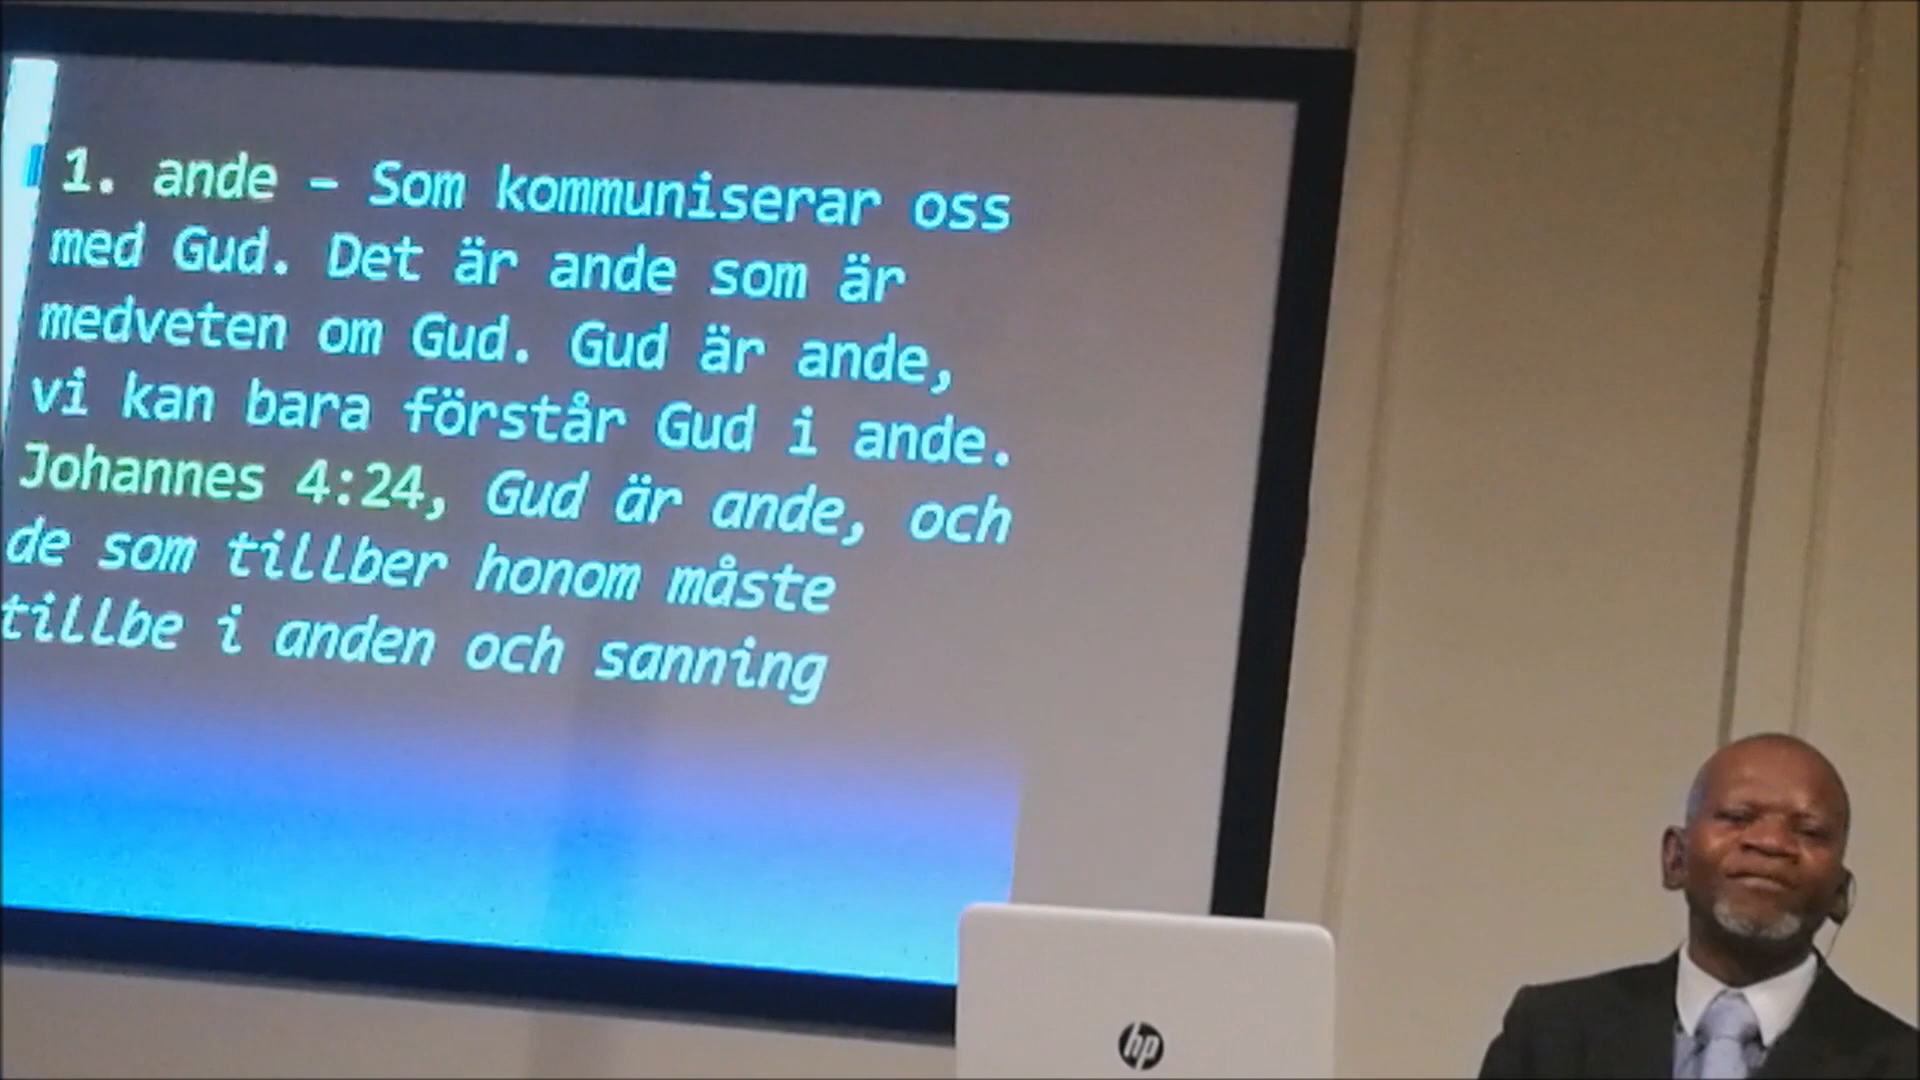 1. ande – Som kommuniserar oss
med Gud. Det är ande som är
medveten om Gud. Gud är ande,
vi kan bara förstår Gud i ande.
Johannes 4:24, Gud är ande, och
de som tillber honom måste
tillbe i anden och sanning
hp